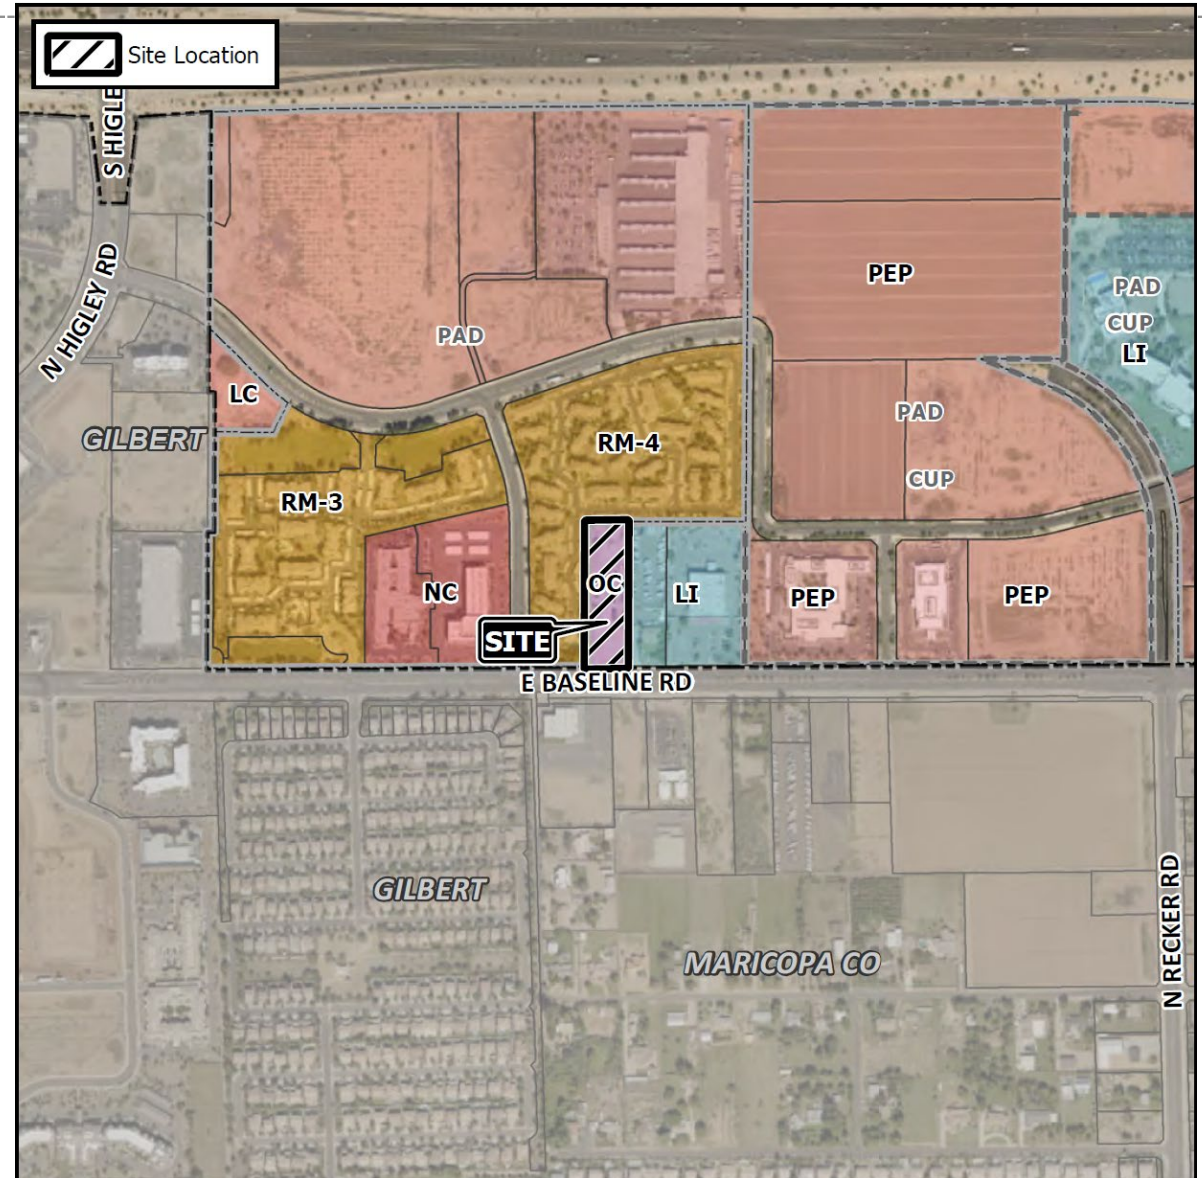 Site Location
S HIGLE
N HIGLEY RD
PEP
PAD
CUP
LI
PAD
LC
PAD
GILBERT
RM-4
CUP
RM-3
OC
NC
LI
PEP
PEP
SITE
E BASELINE RD
GILBERT
N RECKER RD
MARICOPA CO